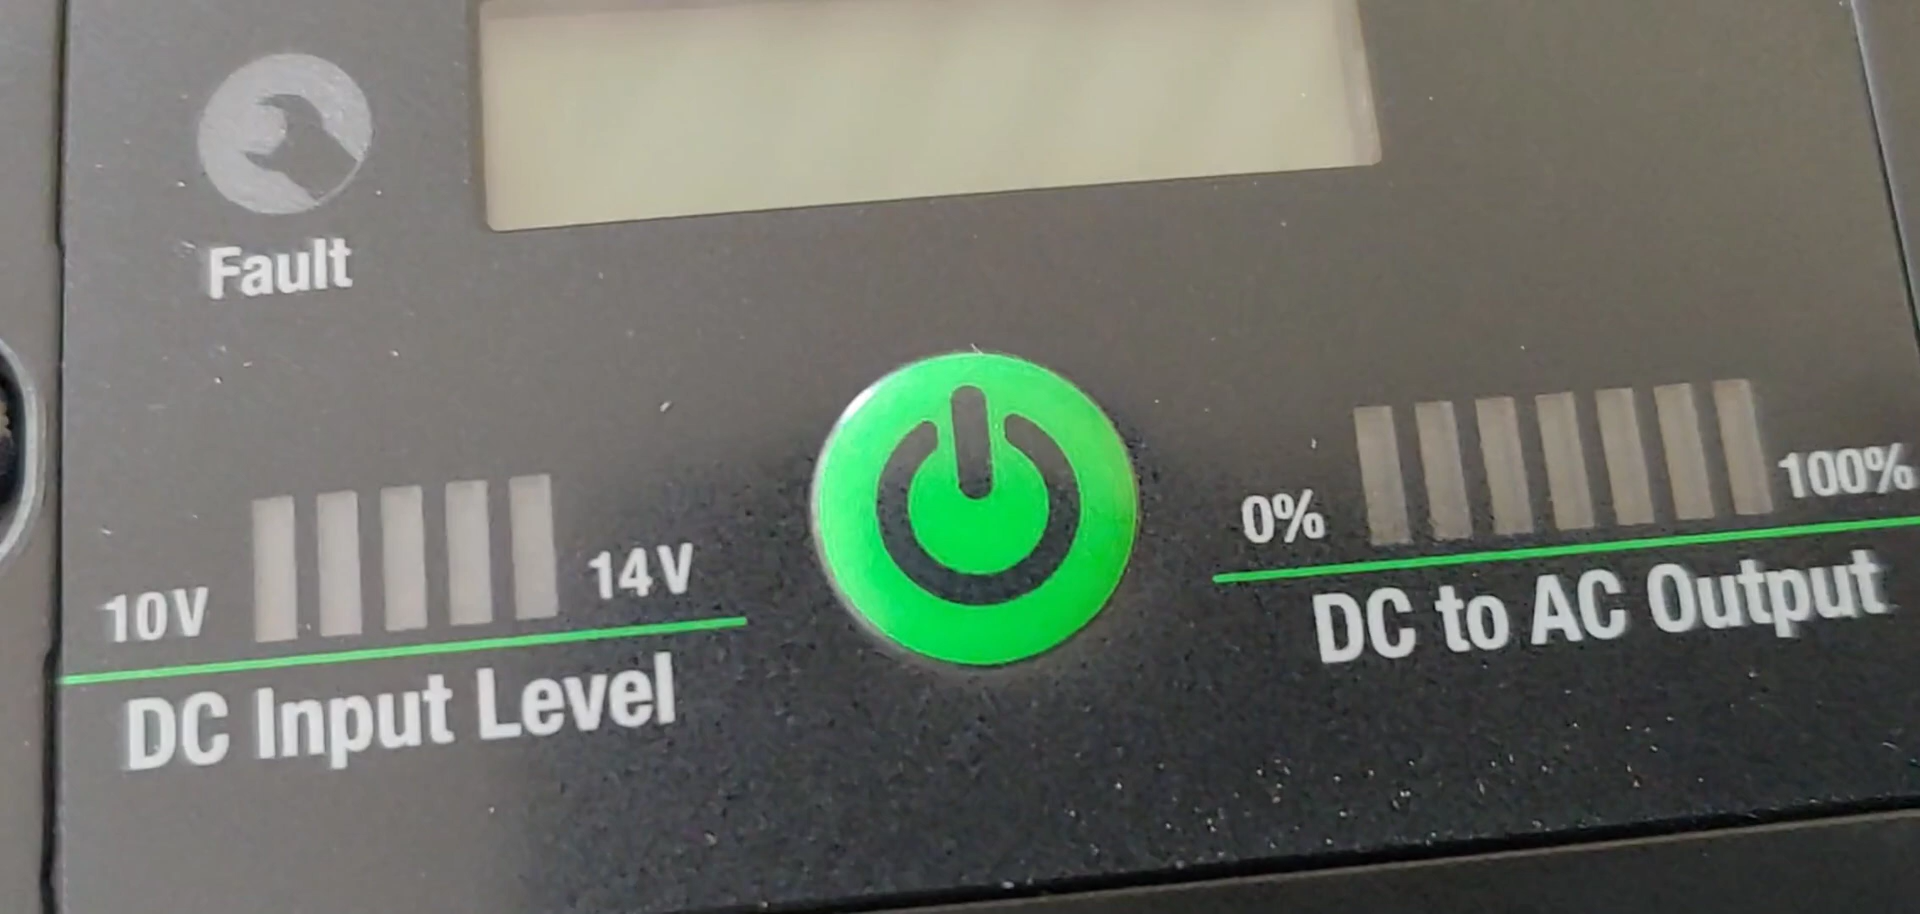 Fault
10V 14V
DC Input Level
0% 100%
DC to AC Output